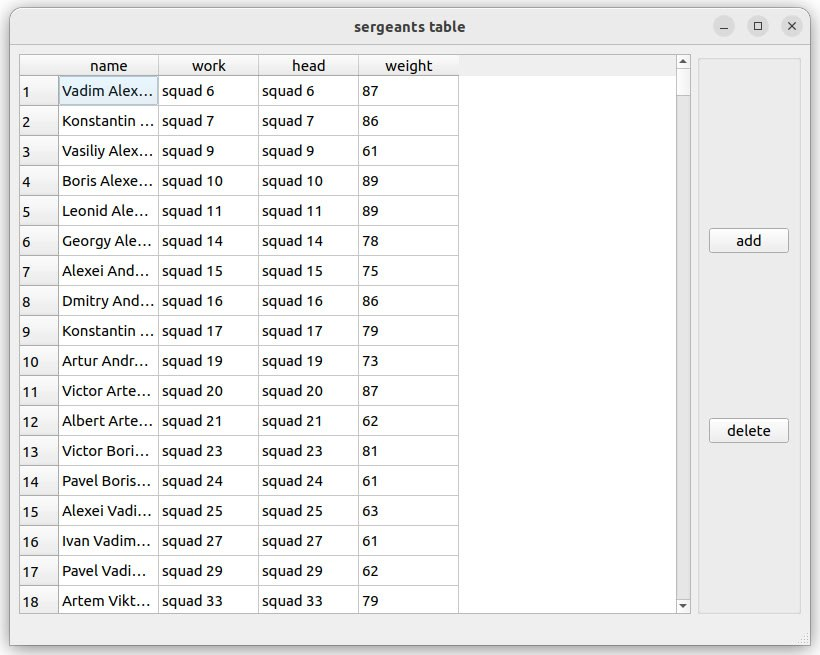 sergeants table
name work head weight
1 Vadim Alex... squad 6 squad 6 87
2 Konstantin ... squad 7 squad 7 86
3 Vasiliy Alex... squad 9 squad 9 61
4 Boris Alexe... squad 10 squad 10 89
5 Leonid Ale... squad 11 squad 11 89
6 Georgy Ale... squad 14 squad 14 78
add
7 Alexei And... squad 15 squad 15 75
8 Dmitry And... squad 16 squad 16 86
9 Konstantin ... squad 17 squad 17 79
10 Artur Andr... squad 19 squad 19 73
11 Victor Arte... squad 20 squad 20 87
12 Albert Arte... squad 21 squad 21 62
delete
13 Victor Bori... squad 23 squad 23 81
14 Pavel Boris... squad 24 squad 24 61
15 Alexei Vadi... squad 25 squad 25 63
16 Ivan Vadim... squad 27 squad 27 61
17 Pavel Vadi... squad 29 squad 29 62
18 Artem Vikt... squad 33 squad 33 79